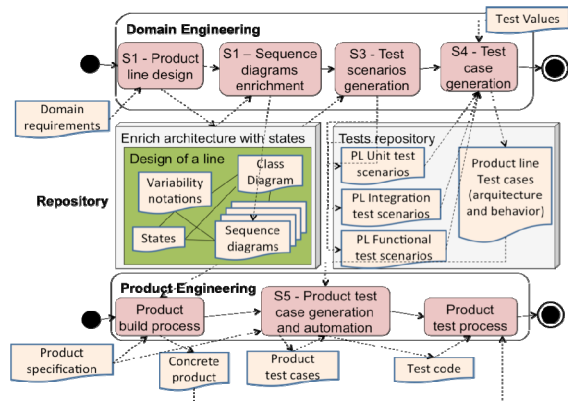 Domain Engineering
Test Values
S1 - Product
line design
S1 – Sequence
diagrams
enrichment
S3 - Test
scenarios
generation
S4 - Test
case
generation
Domain
requirements
Enrich architecture with states
Design of a line
Variability
notations
Class
Diagram
States
Sequence
diagrams
Repository
Tests repository
PL Unit test
scenarios
PL Integration
test scenarios
PL Functional
test scenarios
Product line
Test cases
(arquitecture
and behavior)
Product Engineering
Product
build process
S5 - Product test
case generation
and automation
Product
test process
Product
specification
Concrete
product
Product
test cases
Test code